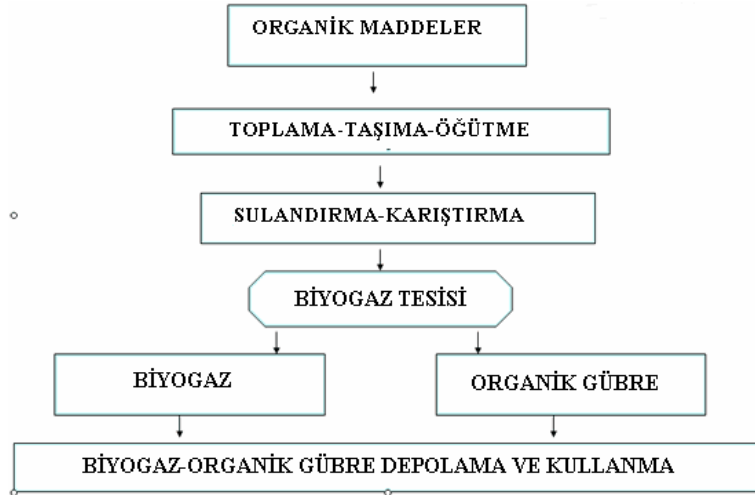 ORGANİK MADDELER
TOPLAMA-TAŞIMA-ÖĞÜTME
SULANDIRMA-KARIŞTIRMA
BİYOGAZ TESİSİ
BİYOGAZ
ORGANİK GÜBRE
BİYOGAZ-ORGANİK GÜBRE DEPOLAMA VE KULLANMA